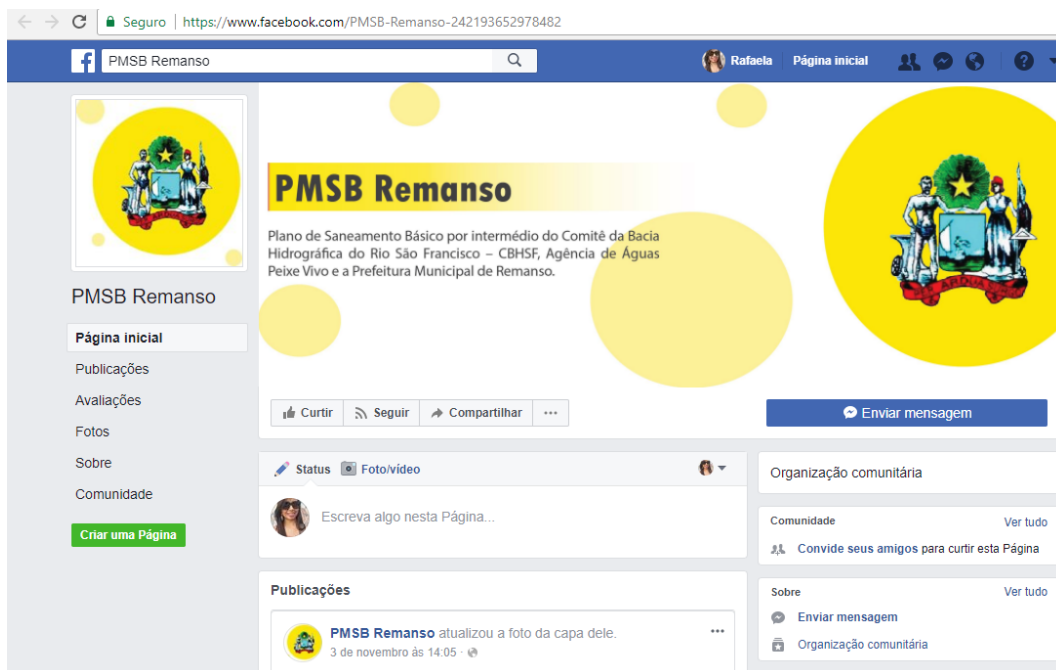 Seguro | https://www.facebook.com/PMSB-Remanso-242193652978482
PMSB Remanso
Rafaela
Página inicial
PMSB Remanso
Plano de Saneamento Básico por intermédio do Comitê da Bacia
Hidrográfica do Rio São Francisco – CBHSF, Agência de Águas
Peixe Vivo e a Prefeitura Municipal de Remanso.
PMSB Remanso
Página inicial
Publicações
Avaliações
Fotos
Sobre
Comunidade
Criar uma Página
Curtir
Seguir
Compartilhar
Enviar mensagem
Status
Foto/vídeo
Escreva algo nesta Página...
Publicações
PMSB Remanso atualizou a foto da capa dele.
3 de novembro às 14:05
Organização comunitária
Comunidade
Ver tudo
Convide seus amigos para curtir esta Página
Sobre
Ver tudo
Enviar mensagem
Organização comunitária